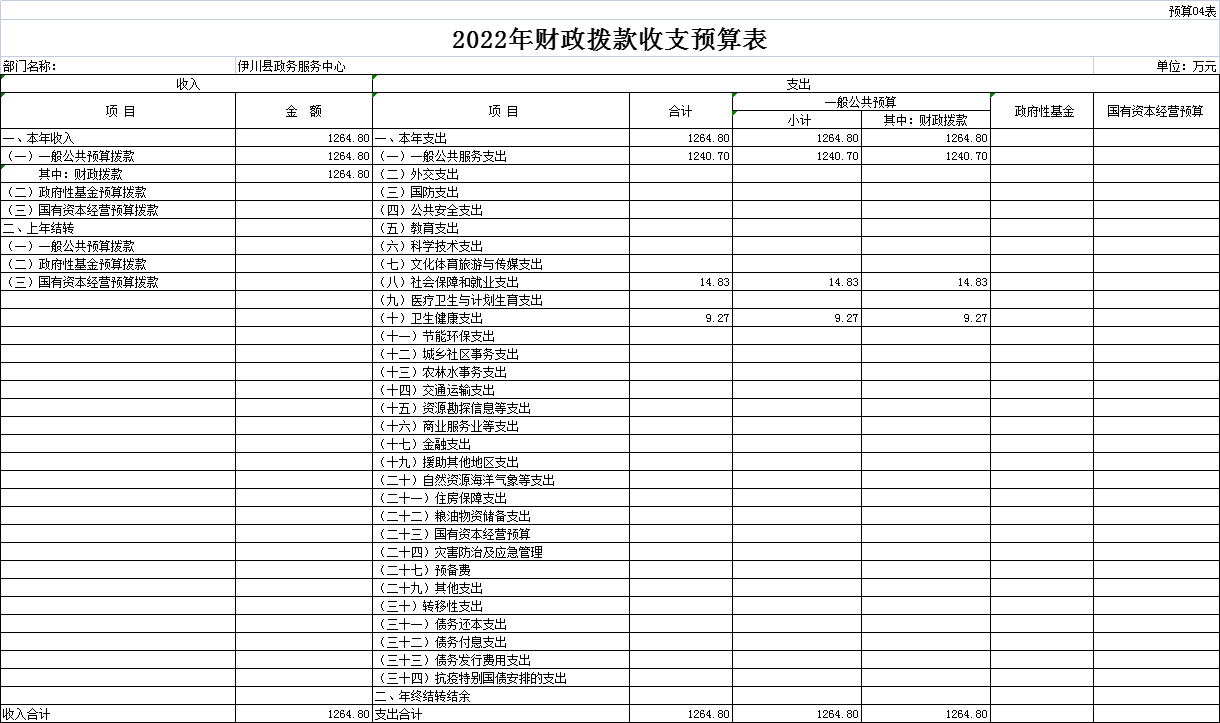 预算04表
2022年财政拨款收支预算表
部门名称： 伊川县政务服务中心 单位：万元
收入 支出
项 目 金 额 项 目 合计 一般公共预算 政府性基金 国有资本经营预算
小计 其中：财政拨款
一、本年收入 1264.80 一、本年支出 1264.80 1264.80 1264.80
（一）一般公共预算拨款 1264.80 （一）一般公共服务支出 1240.70 1240.70 1240.70
其中：财政拨款 1264.80 （二）外交支出
（二）政府性基金预算拨款 （三）国防支出
（三）国有资本经营预算拨款 （四）公共安全支出
二、上年结转 （五）教育支出
（一）一般公共预算拨款 （六）科学技术支出
（二）政府性基金预算拨款 （七）文化体育旅游与传媒支出
（三）国有资本经营预算拨款 （八）社会保障和就业支出 14.83 14.83 14.83
（九）医疗卫生与计划生育支出
（十）卫生健康支出 9.27 9.27 9.27
（十一）节能环保支出
（十二）城乡社区事务支出
（十三）农林水事务支出
（十四）交通运输支出
（十五）资源勘探信息等支出
（十六）商业服务业等支出
（十七）金融支出
（十九）援助其他地区支出
（二十）自然资源海洋气象等支出
（二十一）住房保障支出
（二十二）粮油物资储备支出
（二十三）国有资本经营预算
（二十四）灾害防治及应急管理
（二十七）预备费
（二十九）其他支出
（三十）转移性支出
（三十一）债务还本支出
（三十二）债务付息支出
（三十三）债务发行费用支出
（三十四）抗疫特别国债安排的支出
二、年终结转结余
收入合计 1264.80 支出合计 1264.80 1264.80 1264.80